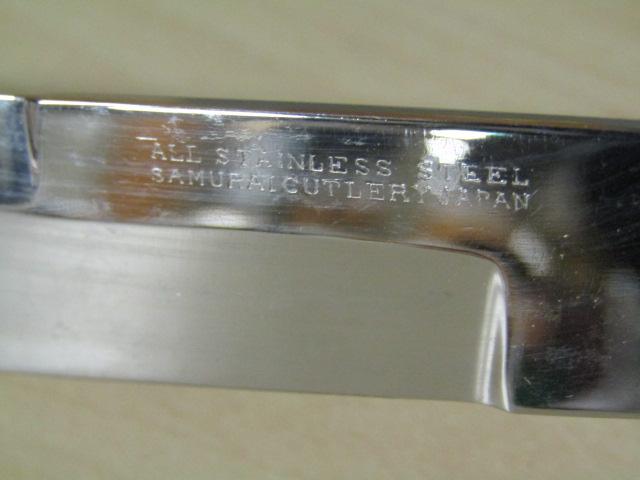 ALL STAINLESS STEEL
SAMURAI CUTLERY JAPAN